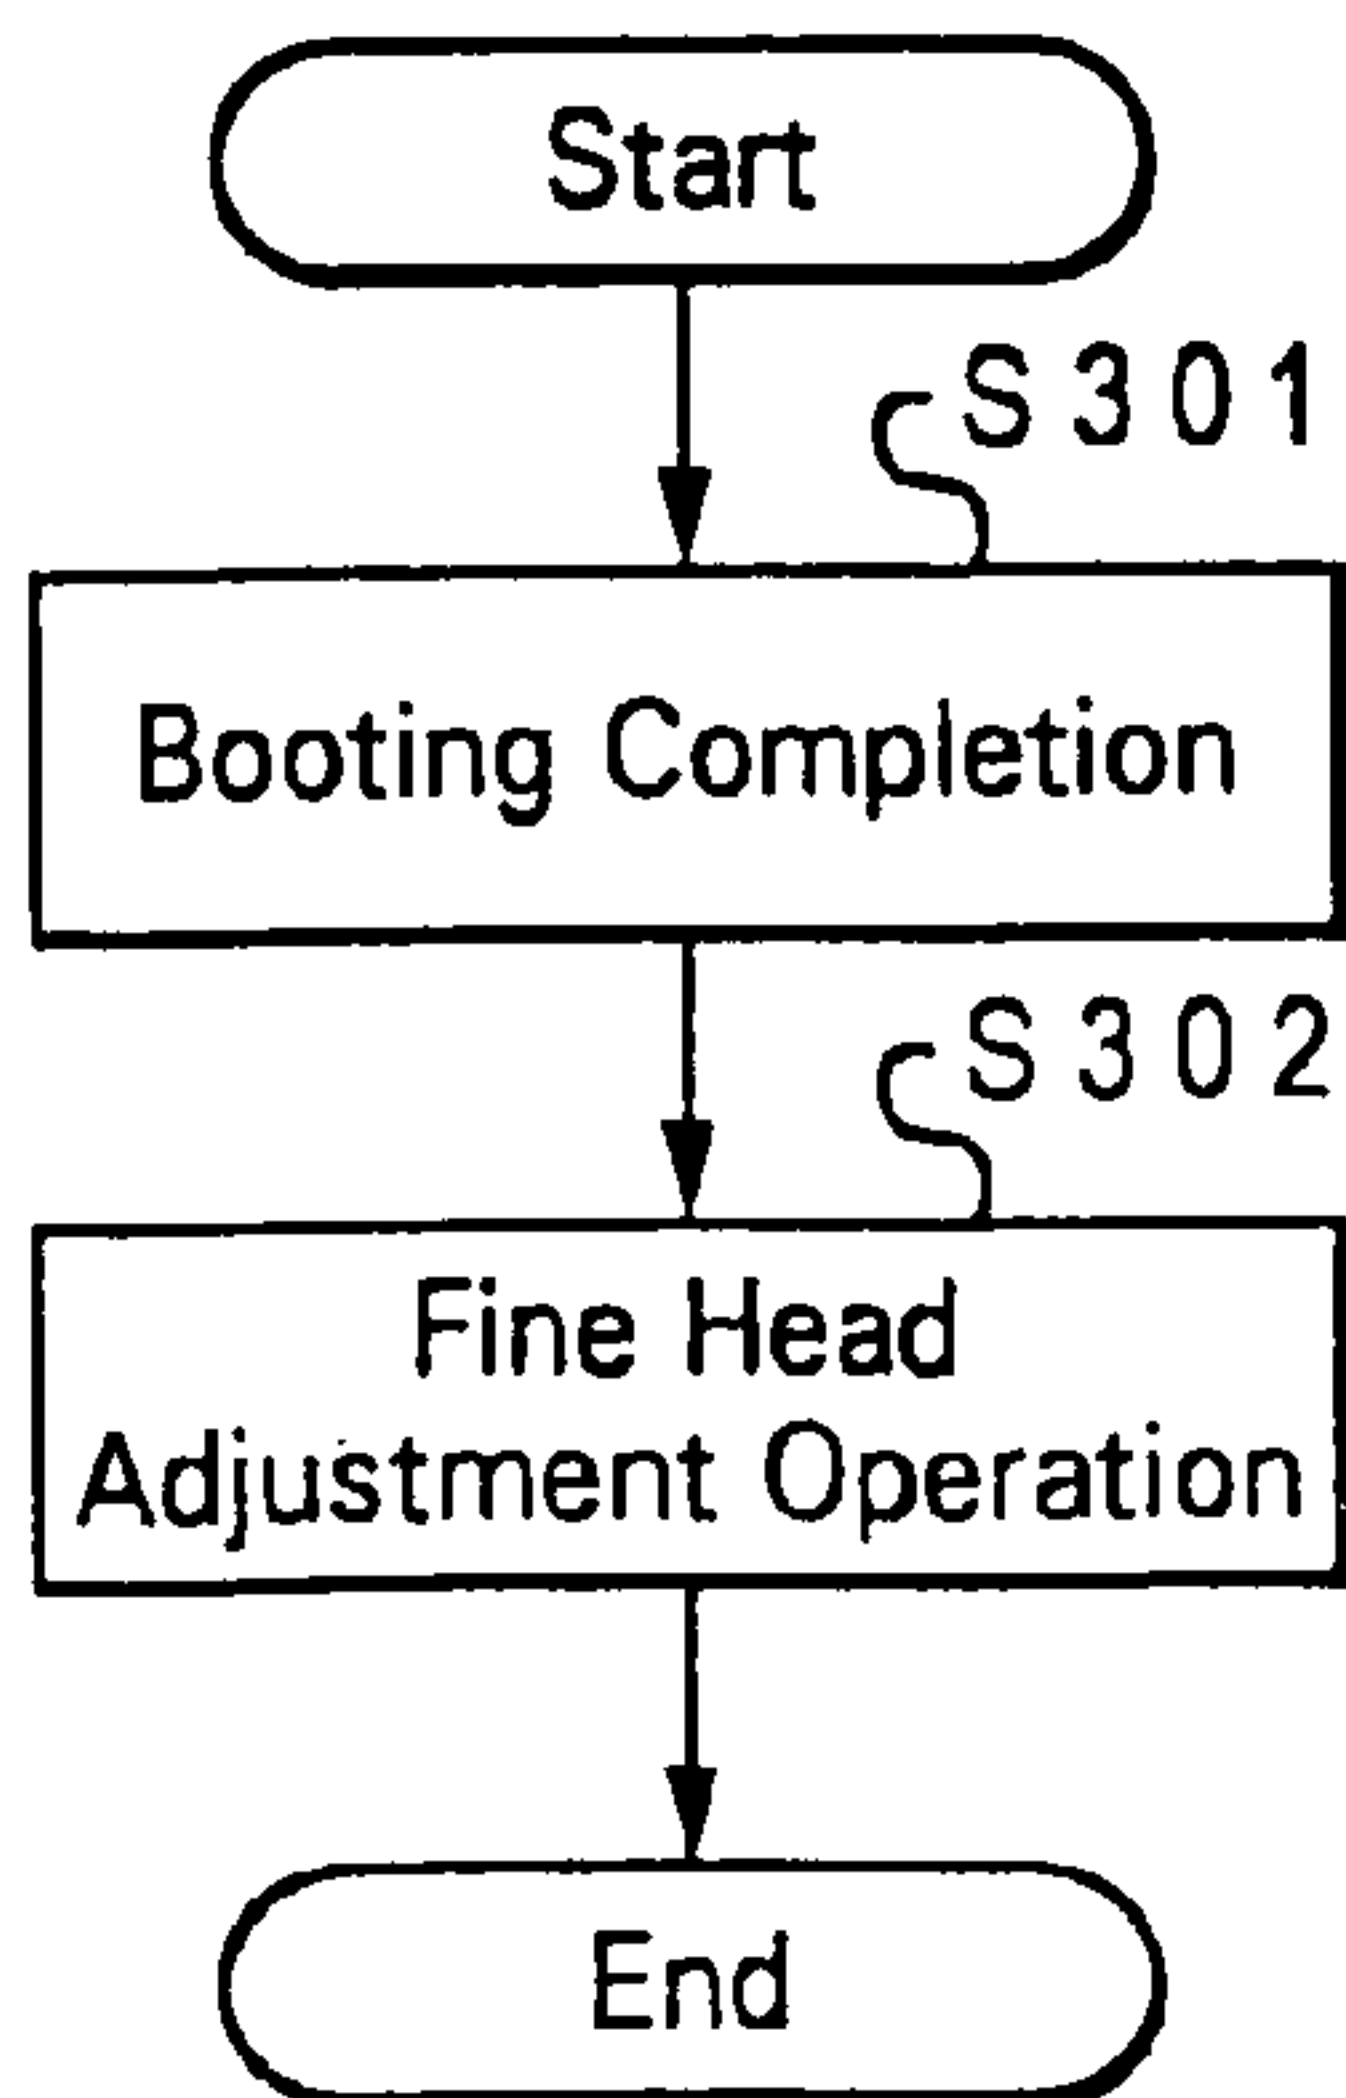 Start
S301
Booting Completion
S302
Fine Head
Adjustment Operation
End